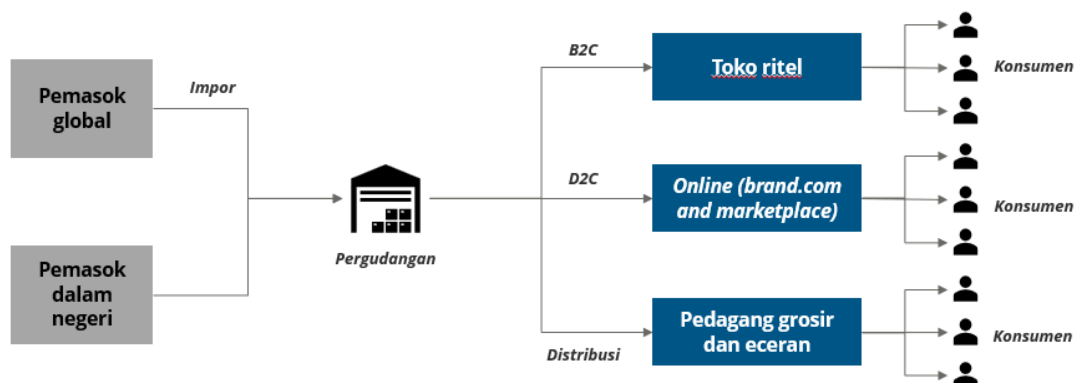 Pemasok
global
Impor
Pemasok
dalam
negeri
Pergudangan
B2C
Toko ritel
Konsumen
D2C
Online (brand.com
and marketplace)
Konsumen
Distribusi
Pedagang grosir
dan eceran
Konsumen